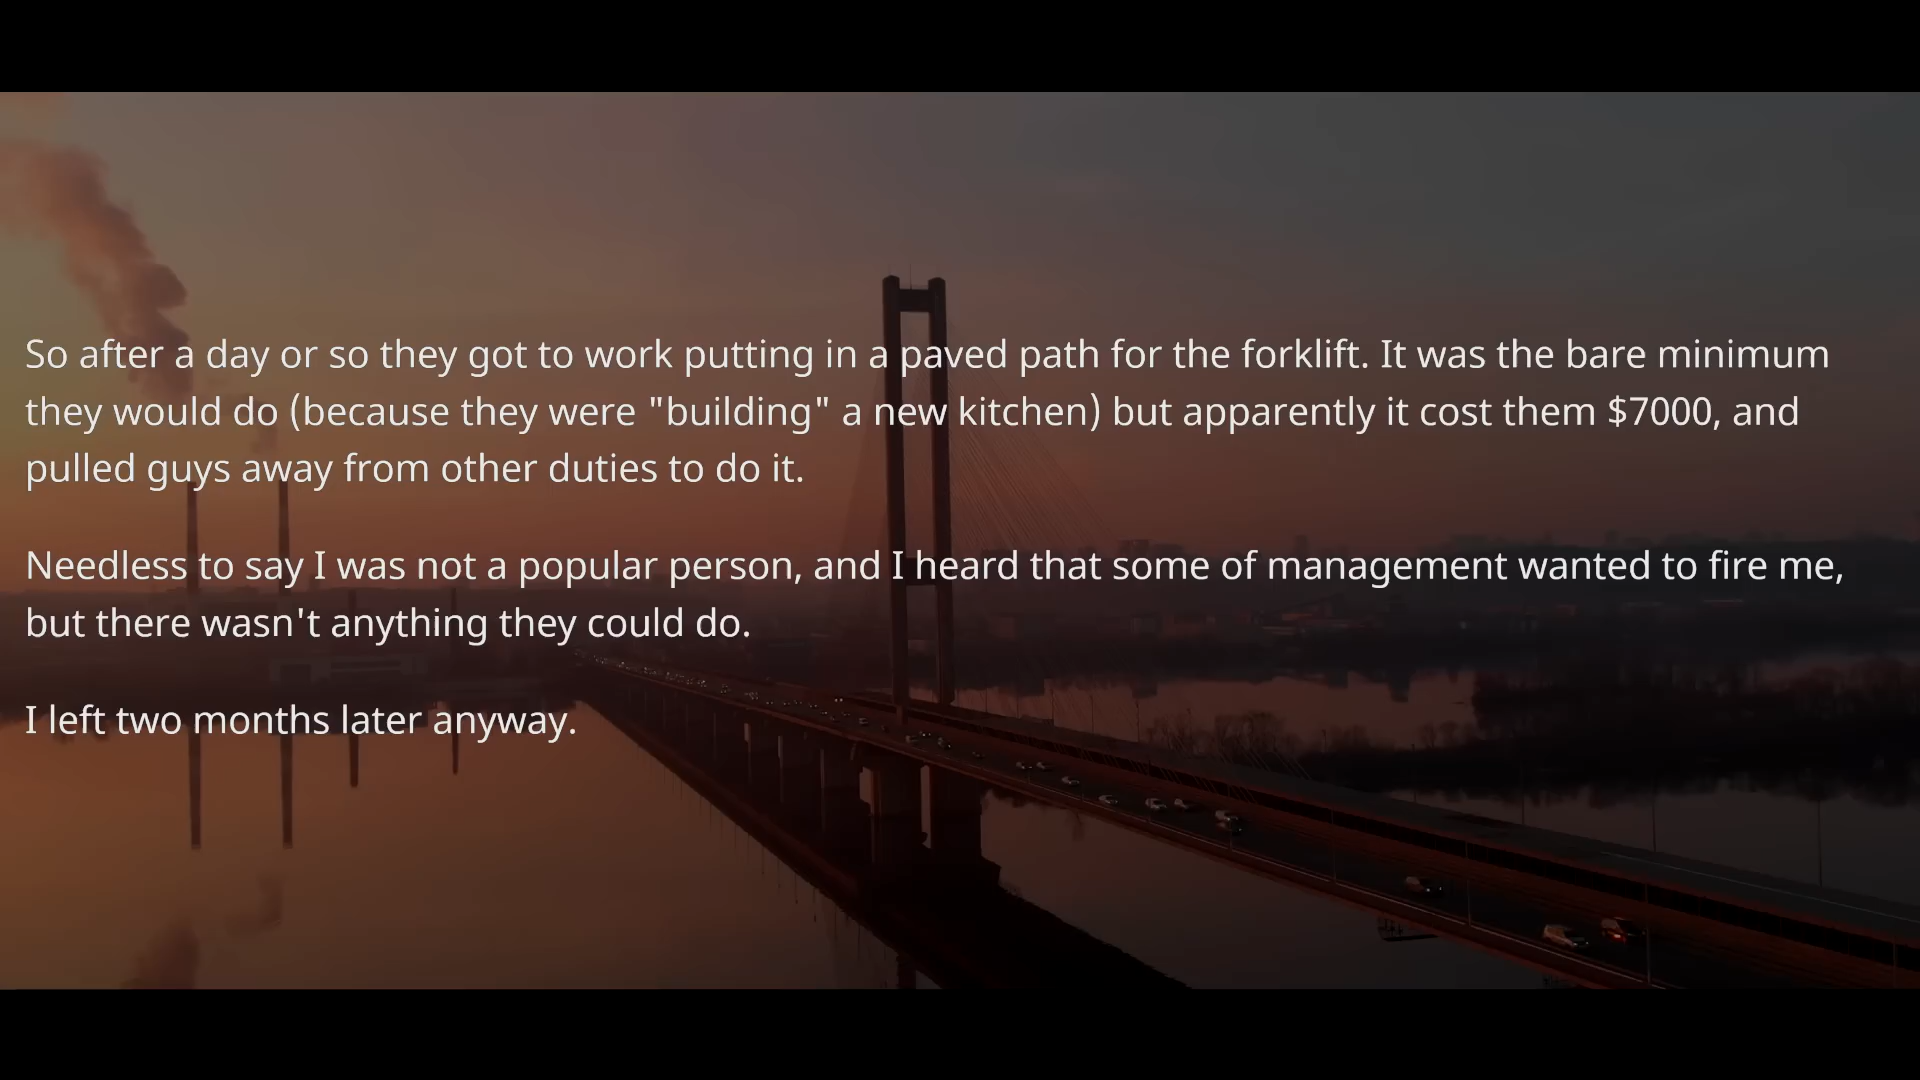 So after a day or so they got to work putting in a paved path for the forklift. It was the bare minimum
they would do (because they were "building" a new kitchen) but apparently it cost them $7000, and
pulled guys away from other duties to do it.
Needless to say I was not a popular person, and I heard that some of management wanted to fire me,
but there wasn't anything they could do.
I left two months later anyway.